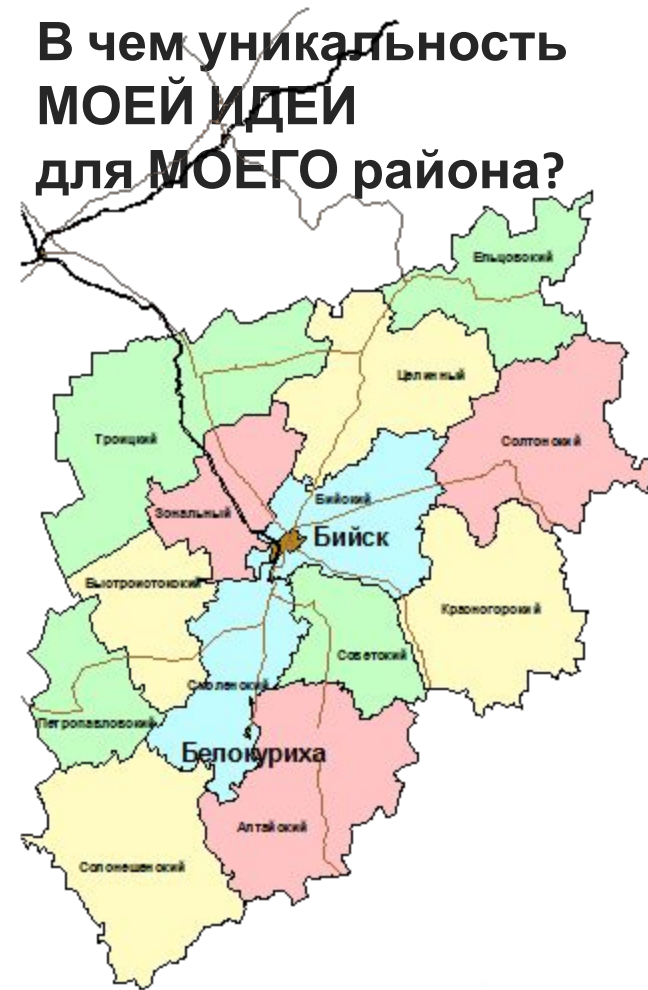 В чем уникальность
МОЕЙ ИДЕИ
для МОЕГО района?
Ельцовский
Целинный
Троицкий
Солтонский
Бийский
Зональный
Бийск
Быстроистокский
Красногорский
Советский
Смоленский
Петропавловский
Белокуриха
Алтайский
Солонешенский